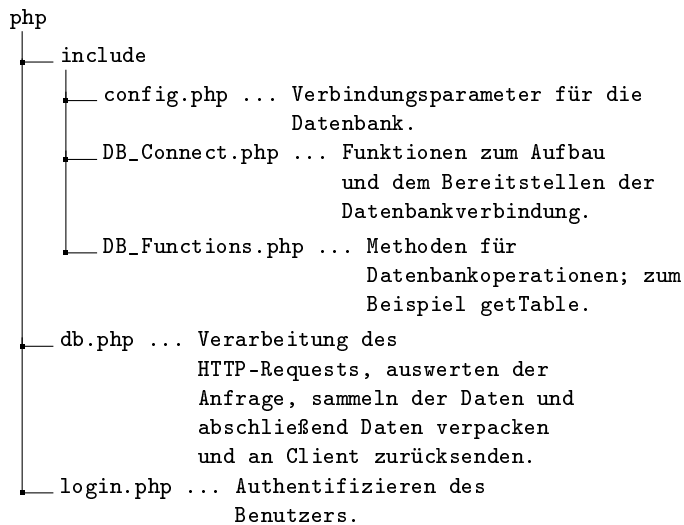 php
include
config.php ... Verbindungsparameter für die
Datenbank.
DB_Connect.php ... Funktionen zum Aufbau
und dem Bereitstellen der
Datenbankverbindung.
DB_Functions.php ... Methoden für
Datenbankoperationen; zum
Beispiel getTable.
db.php ... Verarbeitung des
HTTP-Requests, auswerten der
Anfrage, sammeln der Daten und
abschließend Daten verpacken
und an Client zurücksenden.
login.php ... Authentifizieren des
Benutzers.